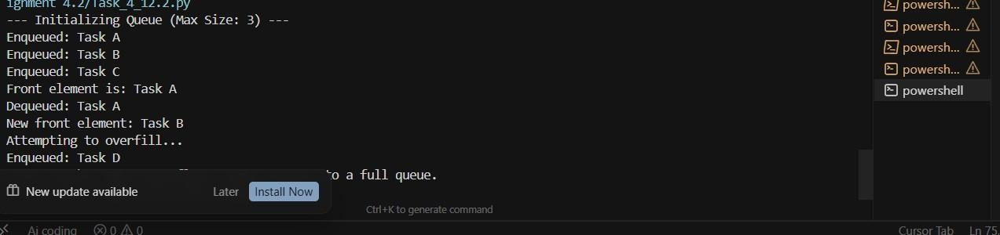 ignment 4.2/Task_4_12.2.py
--- Initializing Queue (Max Size: 3) ---
Enqueued: Task A
Enqueued: Task B
Enqueued: Task C
Front element is: Task A
Dequeued: Task A
New front element: Task B
Attempting to overfill...
Enqueued: Task D
to a full queue.
New update available
Later
Install Now
Ctrl+K to generate command
powersh...
powersh...
powersh...
powersh...
powershell
Ai coding
0
0
Cursor Tab
Ln 75